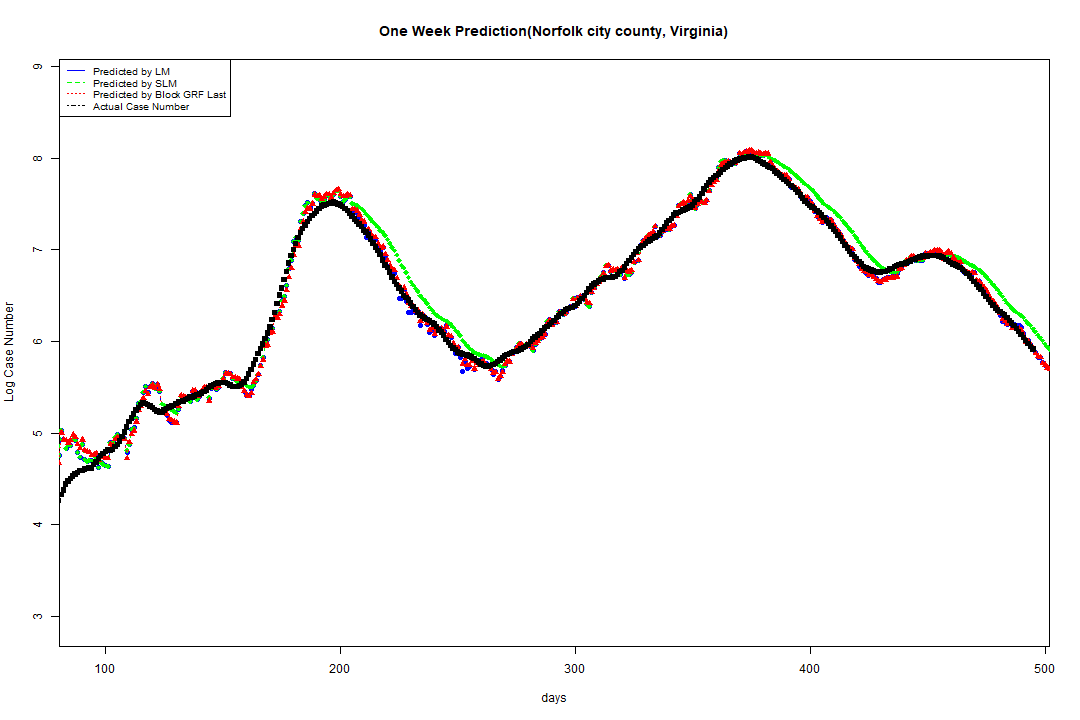 One Week Prediction(Norfolk city county, Virginia)
Predicted by LM
Predicted by SLM
Predicted by Block GRF Last
Actual Case Number
9
8
7
6
5
4
3
Log Case Number
100 200 300 400 500
days